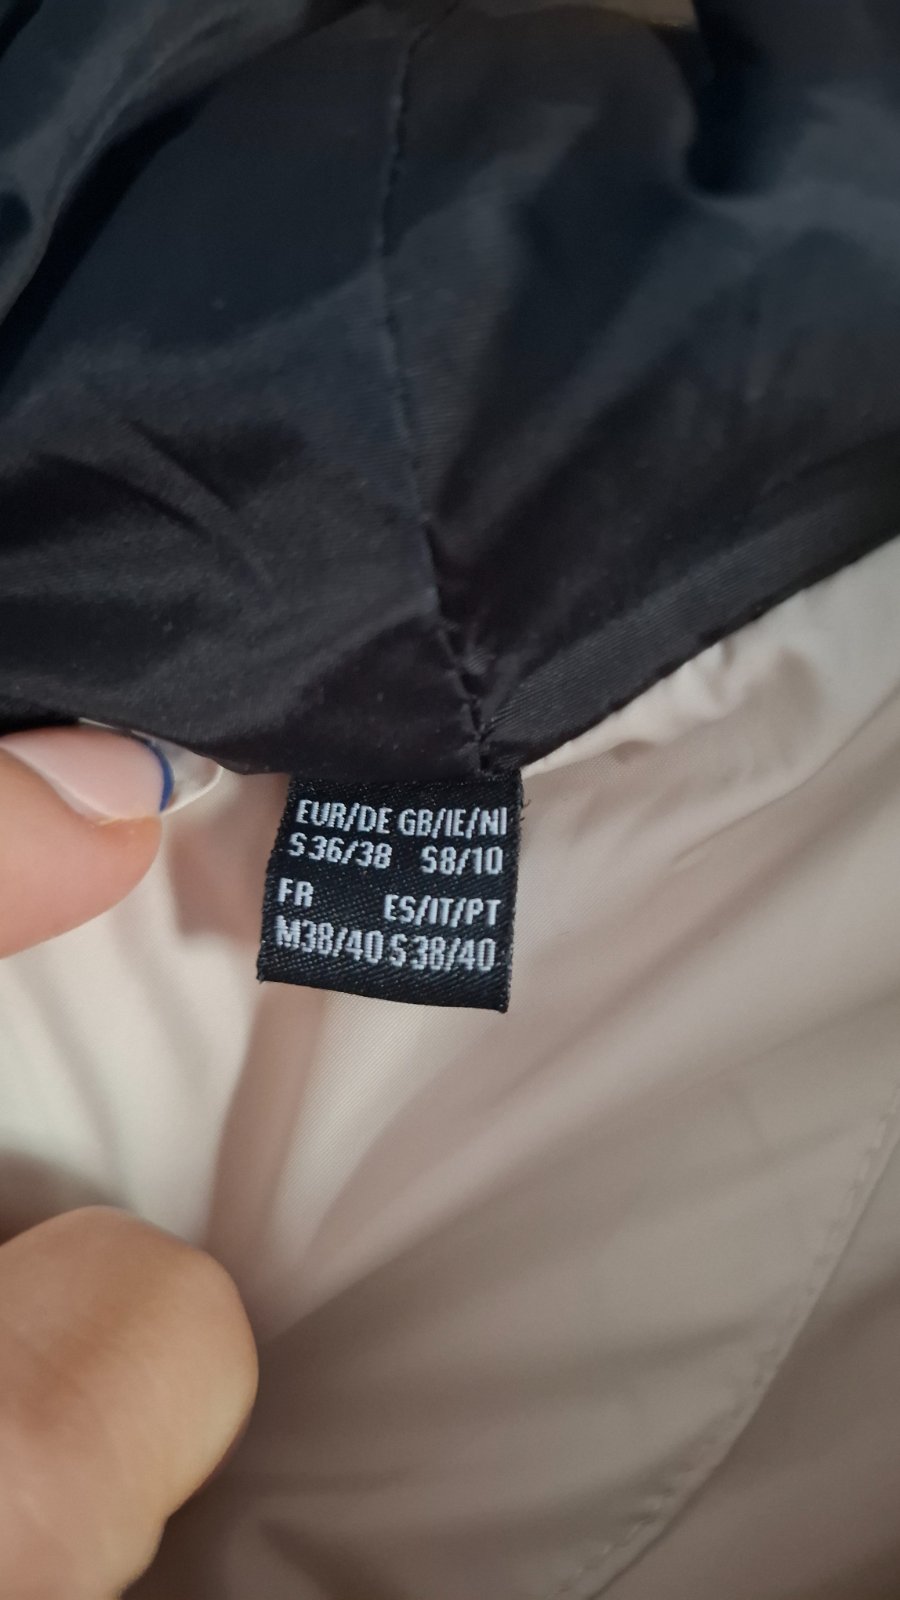 EUR/DE GB/IE/NI
S 36/38 S8/10
FR ES/IT/PT
M38/40 S 38/40